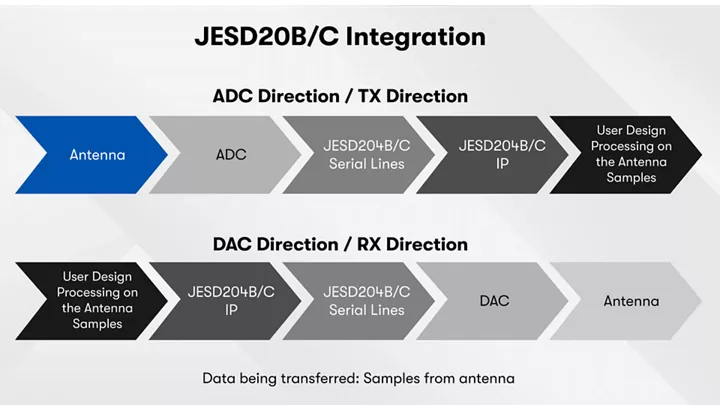 JESD20B/C Integration
ADC Direction / TX Direction
Antenna
ADC
JESD204B/C
Serial Lines
JESD204B/C
IP
User Design
Processing on
the Antenna
Samples
DAC Direction / RX Direction
User Design
Processing on
the Antenna
Samples
JESD204B/C
IP
JESD204B/C
Serial Lines
DAC
Antenna
Data being transferred: Samples from antenna